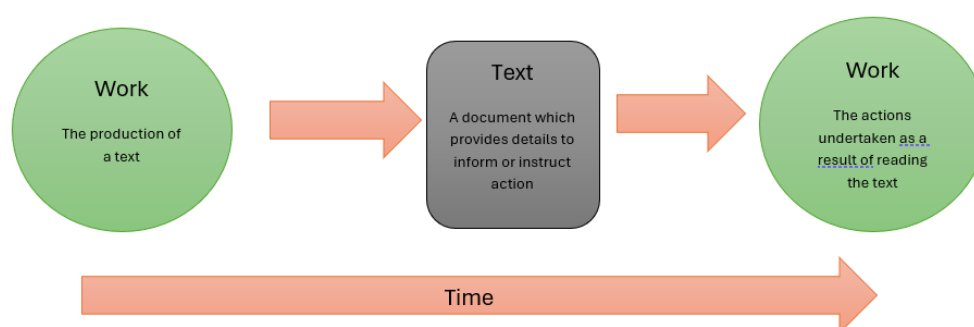 Work
The production of
a text
Text
A document which
provides details to
inform or instruct
action
Work
The actions
undertaken as a
result of reading
the text
Time